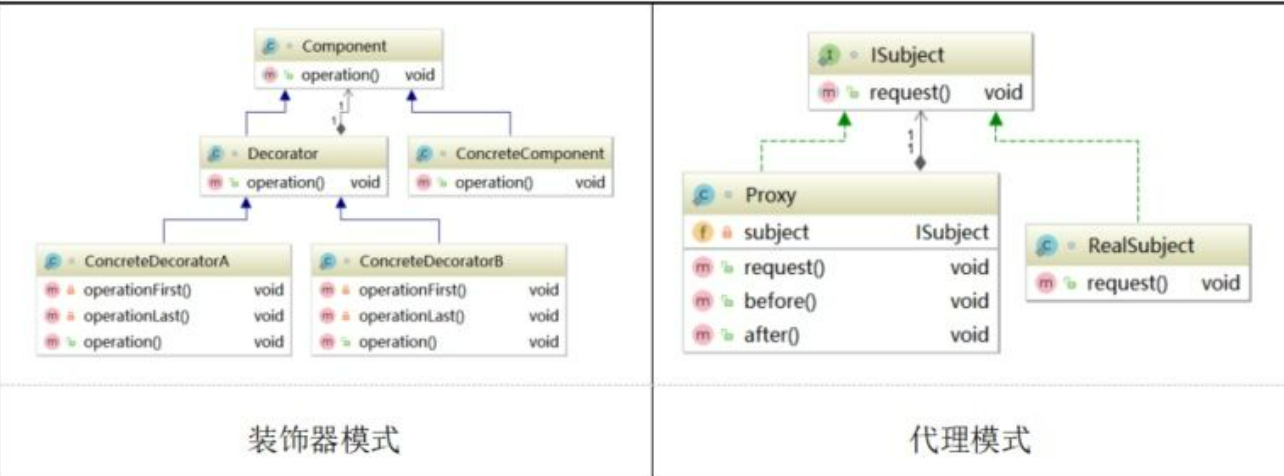 Component
operation() void
1
1
Decorator
operation() void
ConcreteComponent
operation() void
ConcreteDecoratorA
operationFirst() void
operationLast() void
operation() void
ConcreteDecoratorB
operationFirst() void
operationLast() void
operation() void
装饰器模式
ISubject
request() void
1
1
Proxy
subject ISubject
request() void
before() void
after() void
RealSubject
request() void
代理模式